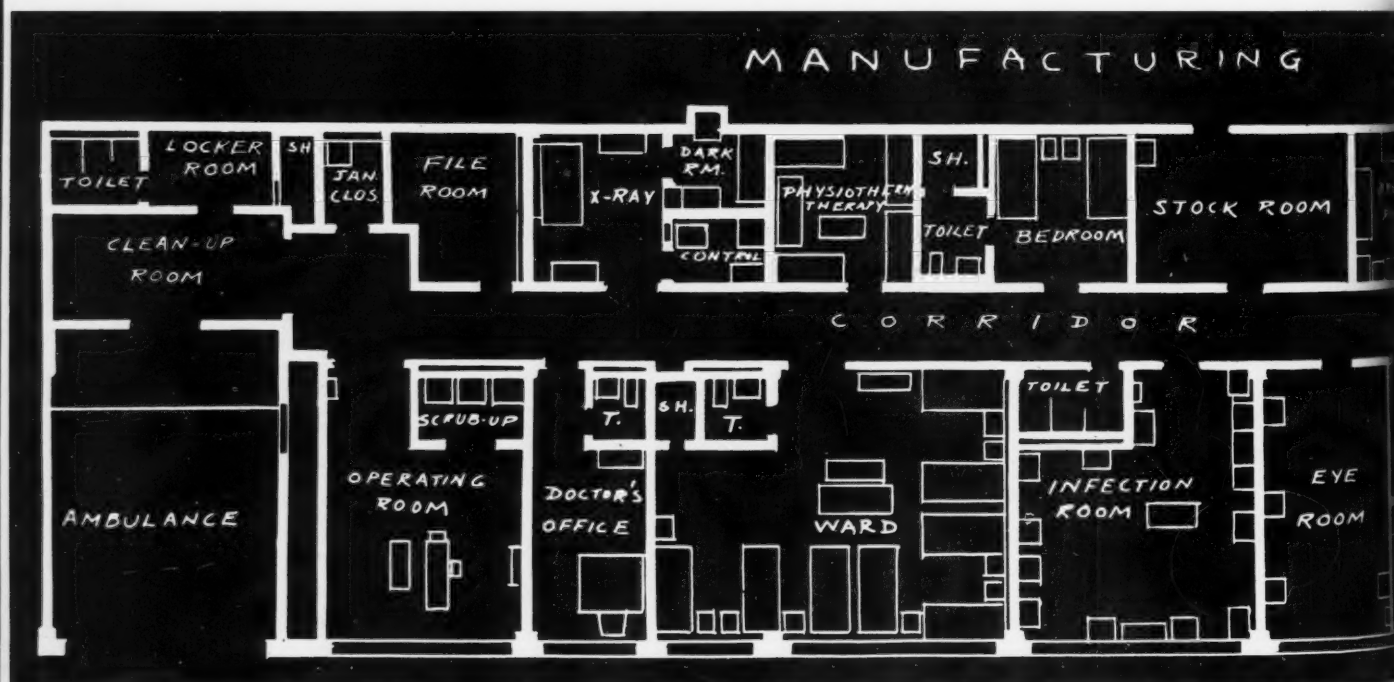 MANUFACTURING
LOCKER
ROOM
SH
TOILET
JAN.
CLOS.
FILE
ROOM
X-RAY
DARK
RM.
CONTROL
PHYSIOTHERM
THERAPY
SH.
TOILET
BEDROOM
STOCK ROOM
CLEAN-UP
ROOM
CORRIDOR
AMBULANCE
SCRUB-UP
OPERATING
ROOM
T.
SH.
T.
DOCTOR'S
OFFICE
WARD
TOILET
INFECTION
ROOM
EYE
ROOM